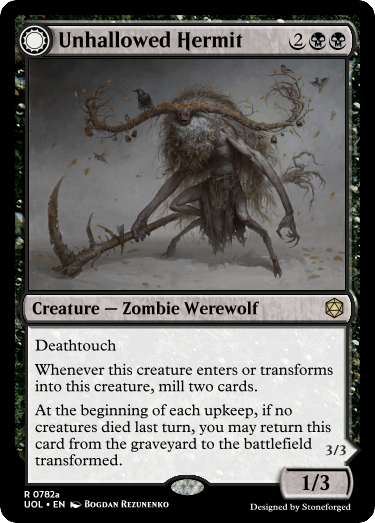 Unhallowed Hermit 2
Creature — Zombie Werewolf
Deathtouch
Whenever this creature enters or transforms
into this creature, mill two cards.
At the beginning of each upkeep, if no
creatures died last turn, you may return this
card from the graveyard to the battlefield
transformed.
3/3
1/3
R 0782a
UOL • EN Bogdan Rezunenko
Designed by Stoneforged